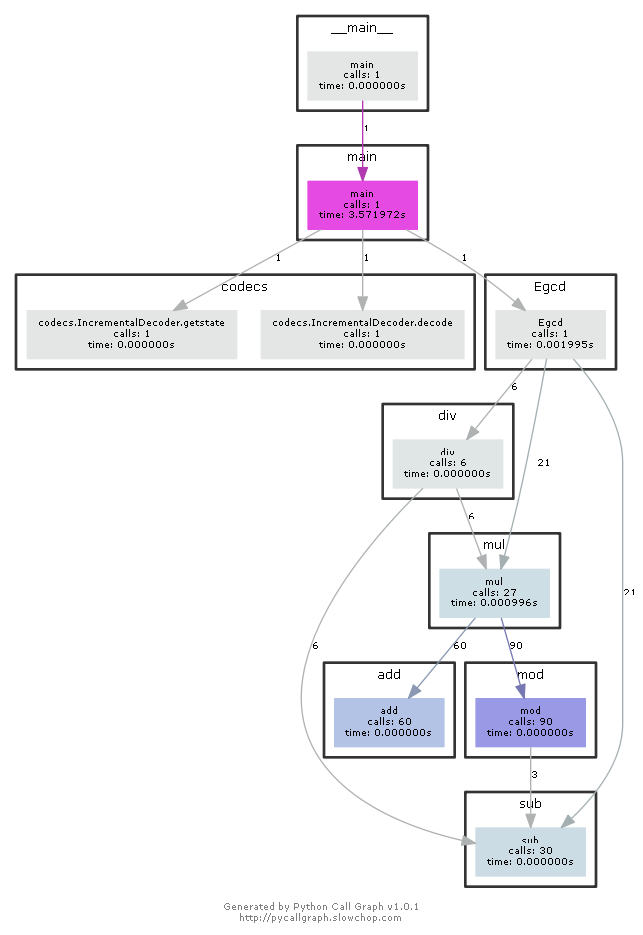 __main__
main
calls: 1
time: 0.000000s
1
main
main
calls: 1
time: 3.571972s
1
1
1
codecs
codecs.IncrementalDecoder.getstate
calls: 1
time: 0.000000s
codecs.IncrementalDecoder.decode
calls: 1
time: 0.000000s
Egcd
Egcd
calls: 1
time: 0.001995s
6
21
21
div
div
calls: 6
time: 0.000000s
6
6
mul
mul
calls: 27
time: 0.000996s
60
90
add
add
calls: 60
time: 0.000000s
mod
mod
calls: 90
time: 0.000000s
3
sub
sub
calls: 30
time: 0.000000s
Generated by Python Call Graph v1.0.1
http://pycallgraph.slowchop.com